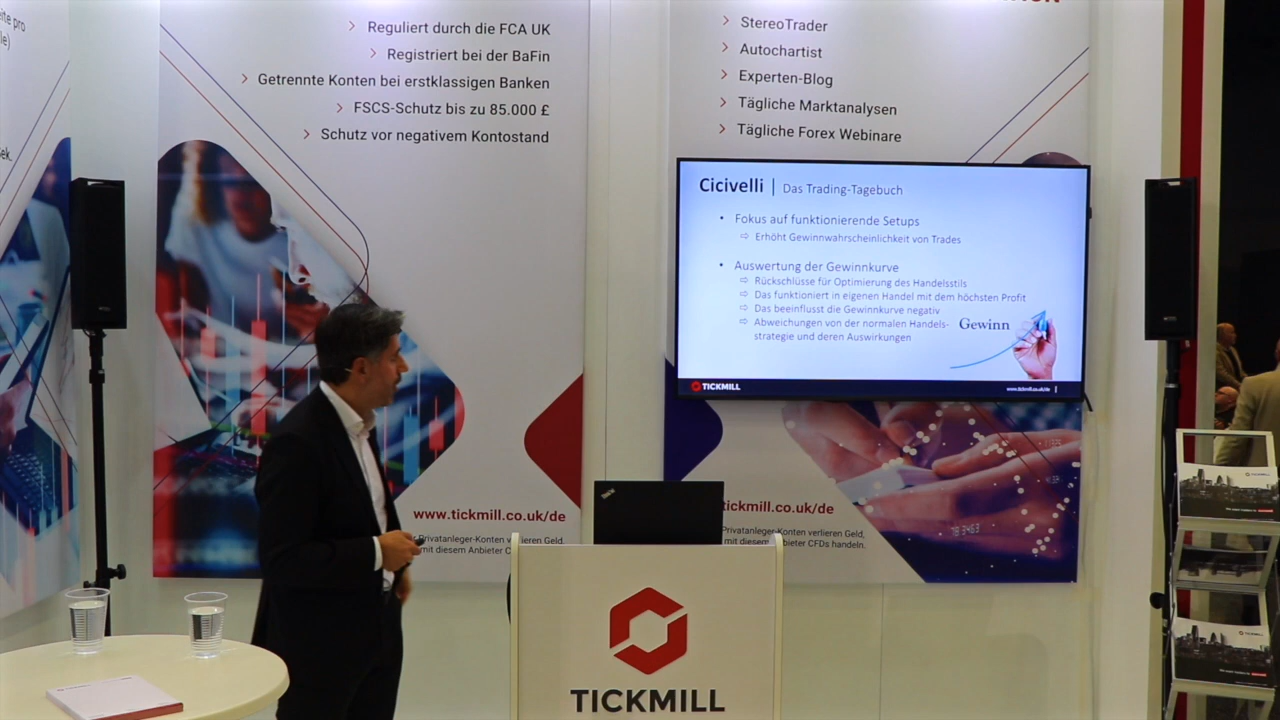 ite pro
le)
ek.
Reguliert durch die FCA UK
Registriert bei der BaFin
Getrennte Konten bei erstklassigen Banken
FSCS-Schutz bis zu 85.000 £
Schutz vor negativem Kontostand
www.tickmill.co.uk/de
Privatanleger-Konten verlieren Geld,
mit diesem Anbieter C
StereoTrader
Autochartist
Experten-Blog
Tägliche Marktanalysen
Tägliche Forex Webinare
Cicivelli | Das Trading-Tagebuch
• Fokus auf funktionierende Setups
⇨ Erhöht Gewinnwahrscheinlichkeit von Trades
• Auswertung der Gewinnkurve
⇨ Rückschlüsse für Optimierung des Handelsstils
⇨ Das funktioniert in eigenen Handel mit dem höchsten Profit
⇨ Das beeinflusst die Gewinnkurve negativ
⇨ Abweichungen von der normalen Handels-
strategie und deren Auswirkungen
Gewinn
TICKMILL
www.tickmill.co.uk/de
tickmill.co.uk/de
Privatanleger-Konten verlieren Geld,
mit diesem Anbieter CFDs handeln.
ThinkPad
TICKMILL